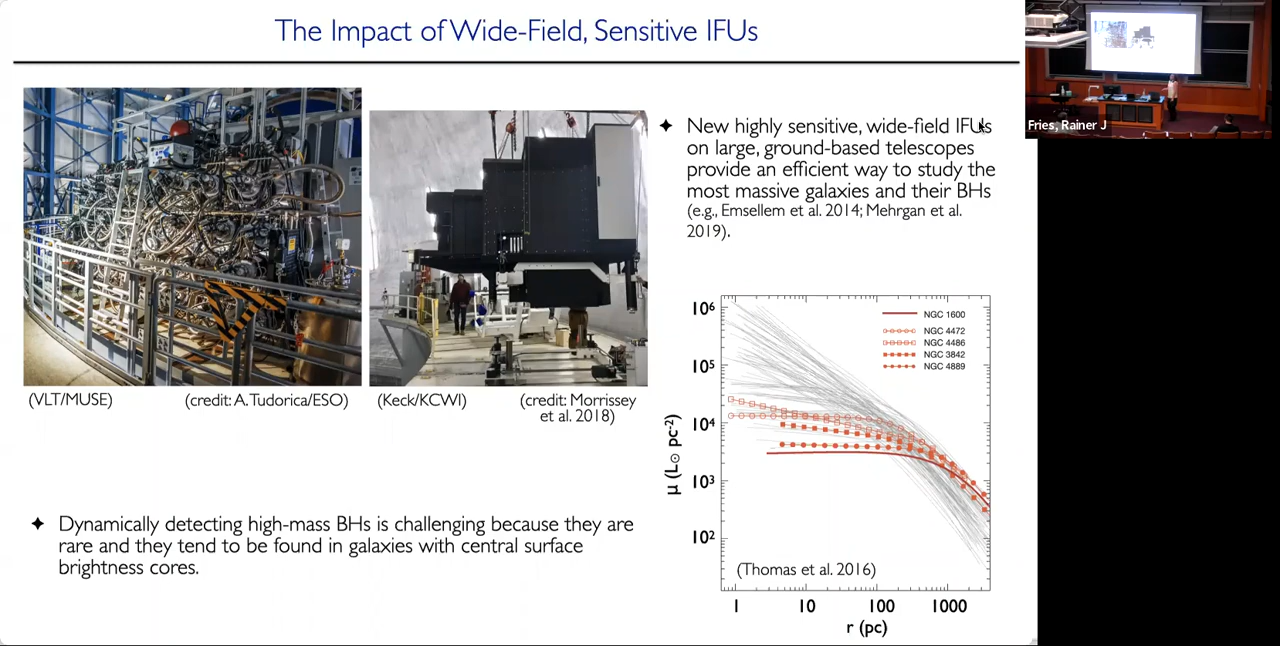 The Impact of Wide-Field, Sensitive IFUs
Fries, Rainer J
✦ New highly sensitive, wide-field IFUs
on large, ground-based telescopes
provide an efficient way to study the
most massive galaxies and their BHs
(e.g., Emsellem et al. 2014; Mehrgan et al.
2019).
(VLT/MUSE) (credit: A. Tudorica/ESO)
(Keck/KCWI) (credit: Morrissey
et al. 2018)
✦ Dynamically detecting high-mass BHs is challenging because they are
rare and they tend to be found in galaxies with central surface
brightness cores.
NGC 1600
NGC 4472
NGC 4486
NGC 3842
NGC 4889
10⁶
10⁵
10⁴
10³
10²
μ (L☉ pc⁻²)
(Thomas et al. 2016)
1 10 100 1000
r (pc)